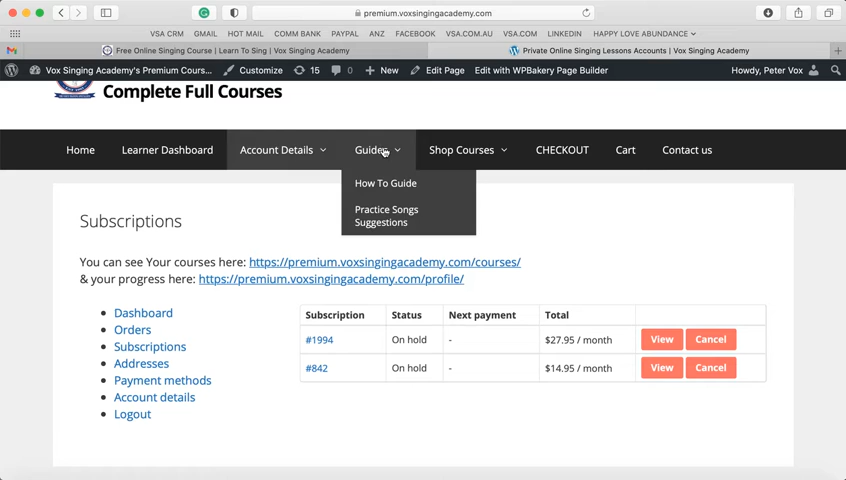 premium.voxsingingacademy.com
VSA CRM GMAIL HOT MAIL COMM BANK PAYPAL ANZ FACEBOOK VSA.COM.AU VSA.COM LINKEDIN HAPPY LOVE ABUNDANCE
Free Online Singing Course | Learn To Sing | Vox Singing Academy
Private Online Singing Lessons Accounts | Vox Singing Academy
Vox Singing Academy's Premium Cours... Customize 15 0 New Edit Page Edit with WPBakery Page Builder Howdy, Peter Vox
Complete Full Courses
Home Learner Dashboard Account Details Guides Shop Courses CHECKOUT Cart Contact us
How To Guide
Practice Songs
Suggestions
Subscriptions
You can see Your courses here: https://premium.voxsingingacademy.com/courses/
& your progress here: https://premium.voxsingingacademy.com/profile/
Dashboard
Orders
Subscriptions
Addresses
Payment methods
Account details
Logout
Subscription Status Next payment Total
#1994 On hold - $27.95 / month View Cancel
#842 On hold - $14.95 / month View Cancel